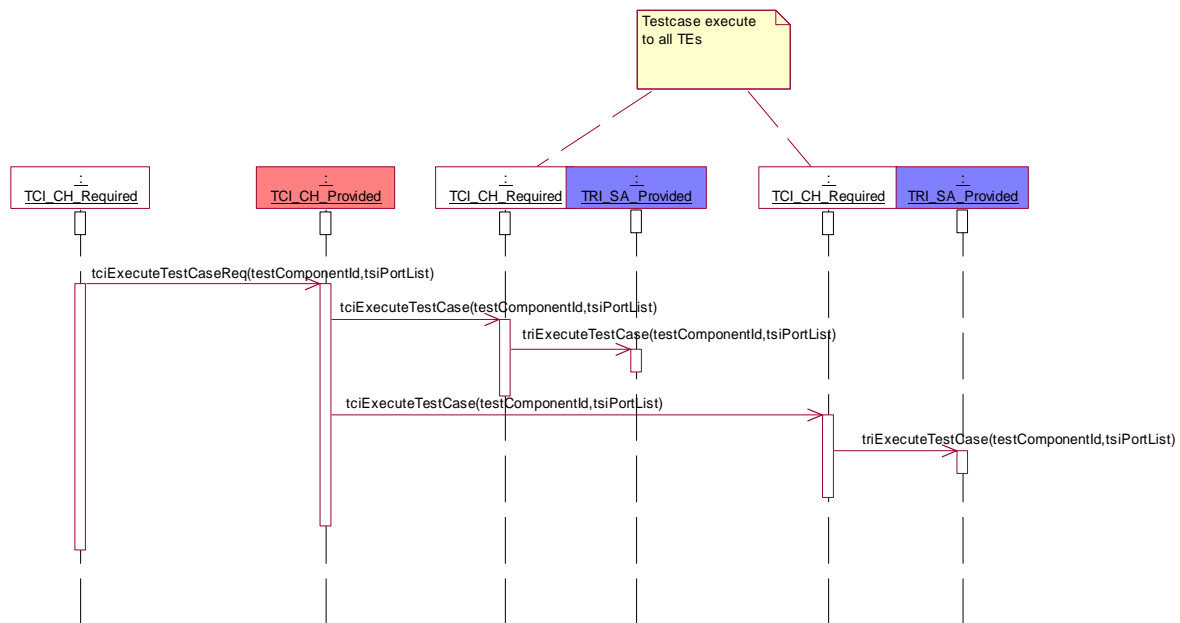 Testcase execute
to all TEs
:
TCI_CH_Required
:
TCI_CH_Provided
:
TCI_CH_Required
:
TRI_SA_Provided
:
TCI_CH_Required
:
TRI_SA_Provided
tciExecuteTestCaseReq(testComponentId,tsiPortList)
tciExecuteTestCase(testComponentId,tsiPortList)
triExecuteTestCase(testComponentId,tsiPortList)
tciExecuteTestCase(testComponentId,tsiPortList)
triExecuteTestCase(testComponentId,tsiPortList)